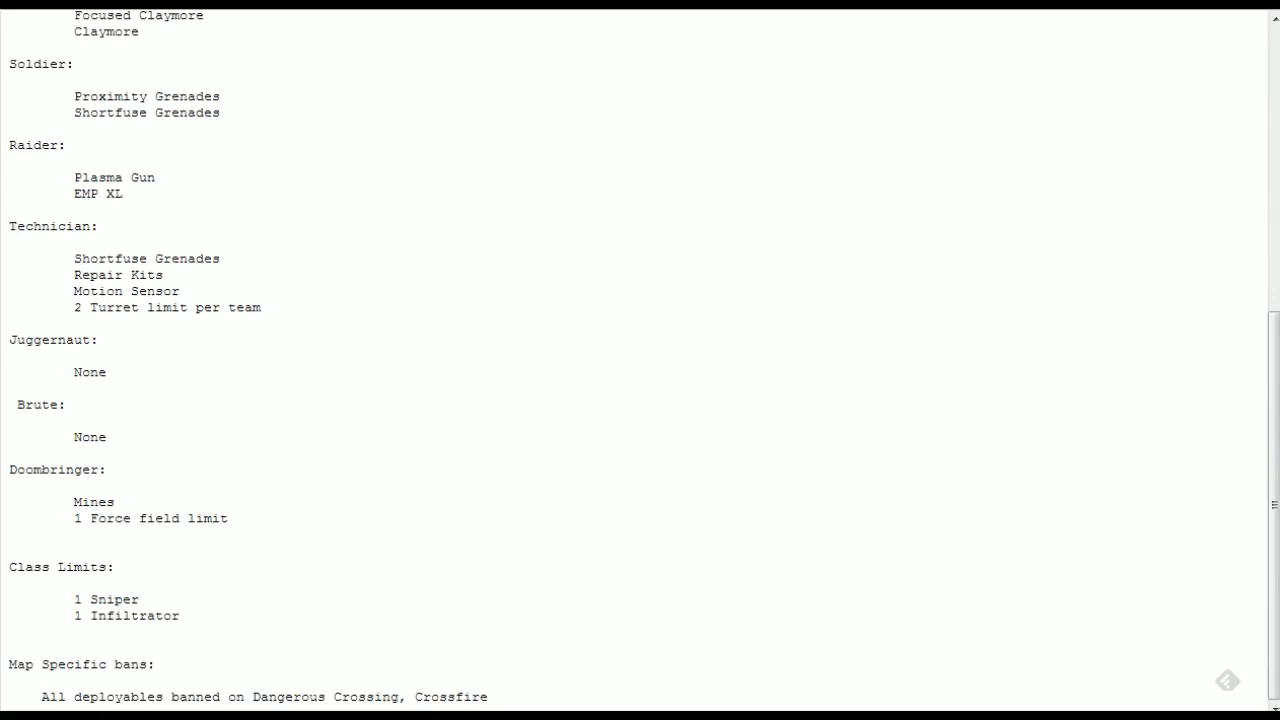 Focused Claymore
Claymore
Soldier:
Proximity Grenades
Shortfuse Grenades
Raider:
Plasma Gun
EMP XL
Technician:
Shortfuse Grenades
Repair Kits
Motion Sensor
2 Turret limit per team
Juggernaut:
None
Brute:
None
Doombringer:
Mines
1 Force field limit
Class Limits:
1 Sniper
1 Infiltrator
Map Specific bans:
All deployables banned on Dangerous Crossing, Crossfire